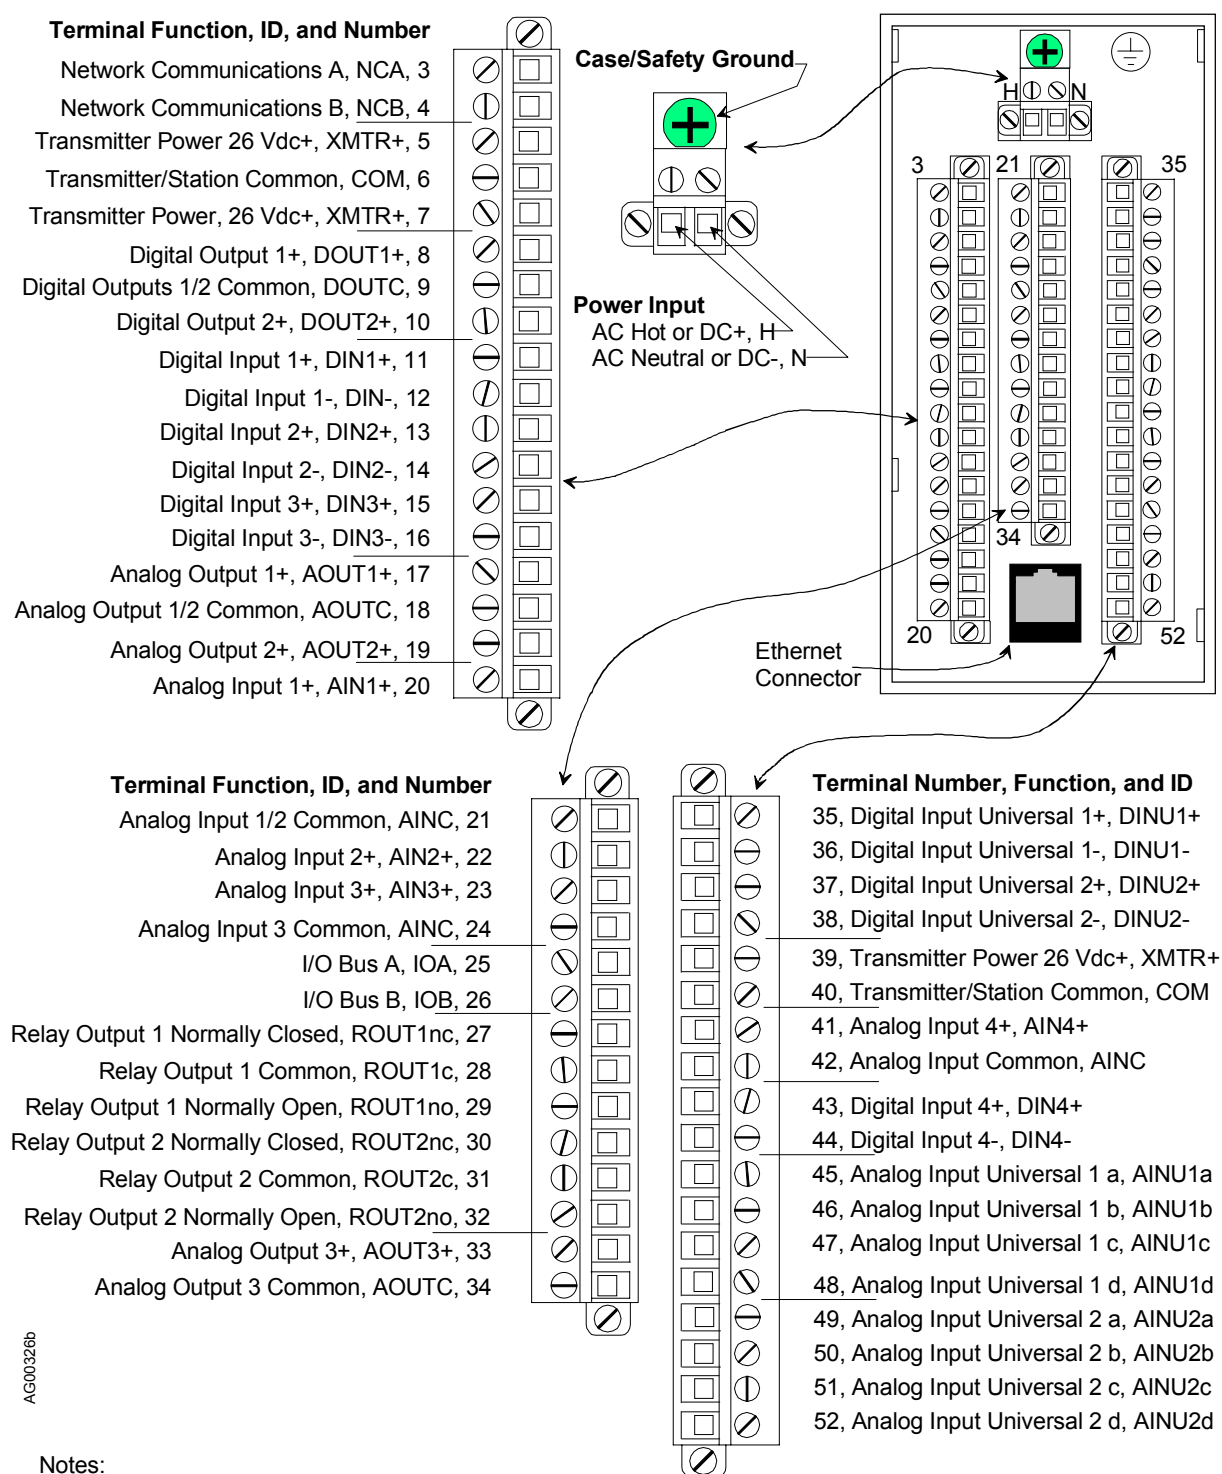 Terminal Function, ID, and Number
Network Communications A, NCA, 3
Network Communications B, NCB, 4
Transmitter Power 26 Vdc+, XMTR+, 5
Transmitter/Station Common, COM, 6
Transmitter Power, 26 Vdc+, XMTR+, 7
Digital Output 1+, DOUT1+, 8
Digital Outputs 1/2 Common, DOUTC, 9
Digital Output 2+, DOUT2+, 10
Digital Input 1+, DIN1+, 11
Digital Input 1-, DIN-, 12
Digital Input 2+, DIN2+, 13
Digital Input 2-, DIN2-, 14
Digital Input 3+, DIN3+, 15
Digital Input 3-, DIN3-, 16
Analog Output 1+, AOUT1+, 17
Analog Output 1/2 Common, AOUTC, 18
Analog Output 2+, AOUT2+, 19
Analog Input 1+, AIN1+, 20
Case/Safety Ground
Power Input
AC Hot or DC+, H
AC Neutral or DC-, N
H N
3 21 35
34
20 52
Ethernet
Connector
Terminal Function, ID, and Number
Analog Input 1/2 Common, AINC, 21
Analog Input 2+, AIN2+, 22
Analog Input 3+, AIN3+, 23
Analog Input 3 Common, AINC, 24
I/O Bus A, IOA, 25
I/O Bus B, IOB, 26
Relay Output 1 Normally Closed, ROUT1nc, 27
Relay Output 1 Common, ROUT1c, 28
Relay Output 1 Normally Open, ROUT1no, 29
Relay Output 2 Normally Closed, ROUT2nc, 30
Relay Output 2 Common, ROUT2c, 31
Relay Output 2 Normally Open, ROUT2no, 32
Analog Output 3+, AOUT3+, 33
Analog Output 3 Common, AOUTC, 34
Terminal Number, Function, and ID
35, Digital Input Universal 1+, DINU1+
36, Digital Input Universal 1-, DINU1-
37, Digital Input Universal 2+, DINU2+
38, Digital Input Universal 2-, DINU2-
39, Transmitter Power 26 Vdc+, XMTR+
40, Transmitter/Station Common, COM
41, Analog Input 4+, AIN4+
42, Analog Input Common, AINC
43, Digital Input 4+, DIN4+
44, Digital Input 4-, DIN4-
45, Analog Input Universal 1 a, AINU1a
46, Analog Input Universal 1 b, AINU1b
47, Analog Input Universal 1 c, AINU1c
48, Analog Input Universal 1 d, AINU1d
49, Analog Input Universal 2 a, AINU2a
50, Analog Input Universal 2 b, AINU2b
51, Analog Input Universal 2 c, AINU2c
52, Analog Input Universal 2 d, AINU2d
AG00326b
Notes: